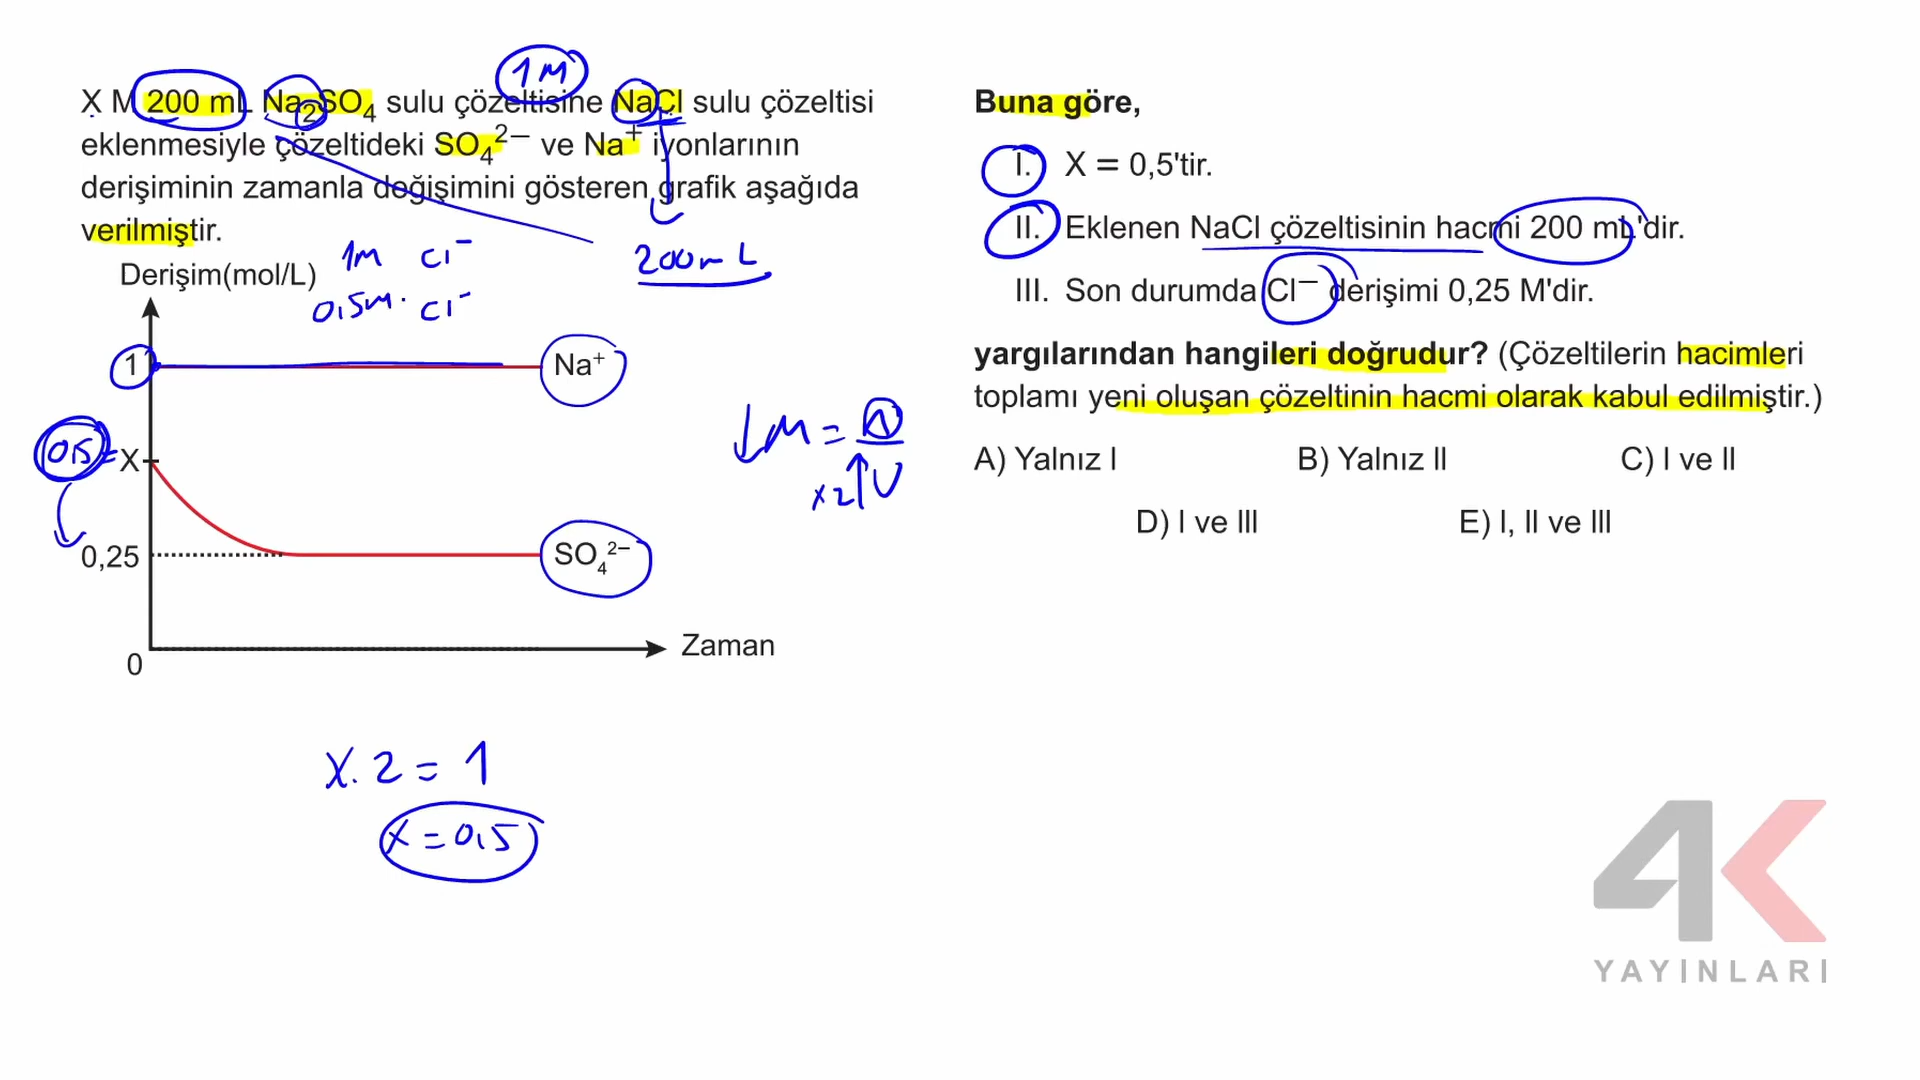 1M
X M 200 mL Na2SO4 sulu çözeltisine NaCl sulu çözeltisi
eklenmesiyle çözeltideki SO4^2− ve Na+ iyonlarının
derişiminin zamanla değişimini gösteren grafik aşağıda
verilmiştir.
1M Cl−
200mL
Derişim(mol/L)
0,5M. Cl−
1
Na+
0,5 = X
0,25
SO4^2−
0
Zaman
↓M = n/V
x2↑
x.2 = 1
x = 0,5
Buna göre,
I. X = 0,5'tir.
II. Eklenen NaCl çözeltisinin hacmi 200 mL'dir.
III. Son durumda Cl− derişimi 0,25 M'dir.
yargılarından hangileri doğrudur? (Çözeltilerin hacimleri
toplamı yeni oluşan çözeltinin hacmi olarak kabul edilmiştir.)
A) Yalnız I B) Yalnız II C) I ve II
D) I ve III E) I, II ve III
4K
YAYINLARI